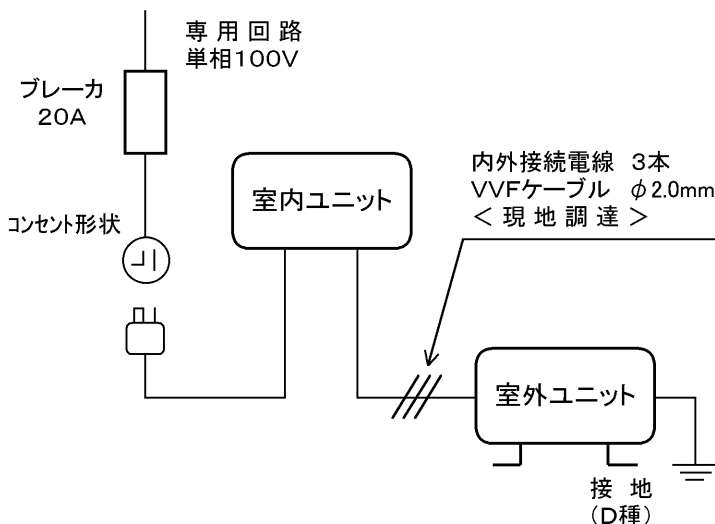 専用回路
単相100V
ブレーカ
20A
コンセント形状
室内ユニット
内外接続電線 3本
VVFケーブル φ2.0mm
＜現地調達＞
室外ユニット
接地
(D種)